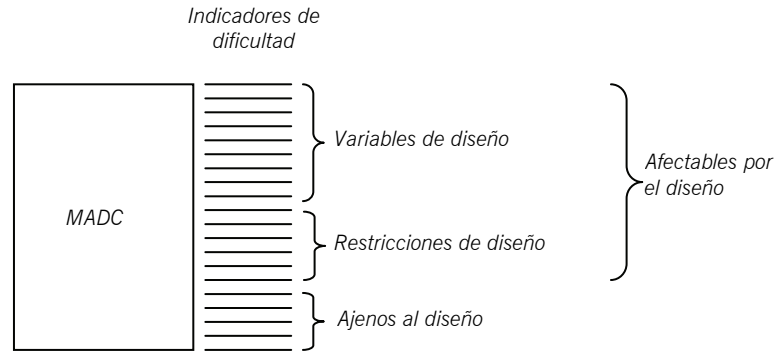 Indicadores de
dificultad
Variables de diseño
Afectables por
el diseño
MADC
Restricciones de diseño
Ajenos al diseño